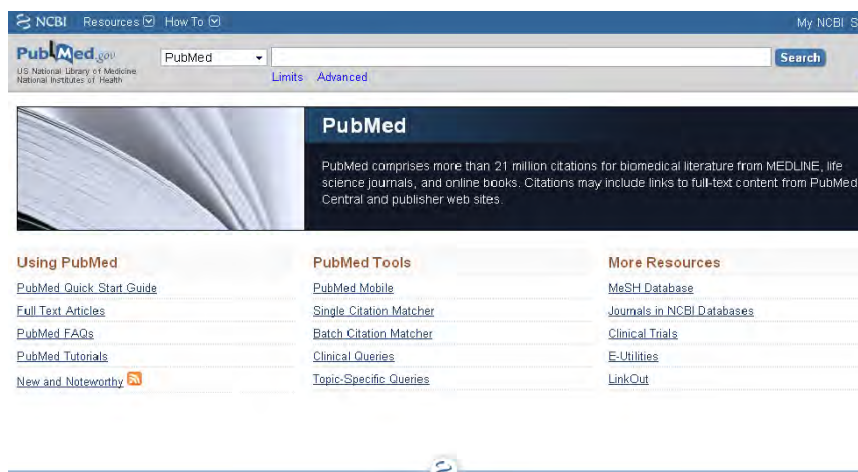 NCBI Resources How To My NCBI S
PubMed.gov
US National Library of Medicine
National Institutes of Health
PubMed
Search
Limits Advanced
PubMed
PubMed comprises more than 21 million citations for biomedical literature from MEDLINE, life
science journals, and online books. Citations may include links to full-text content from PubMed
Central and publisher web sites.
Using PubMed
PubMed Quick Start Guide
Full Text Articles
PubMed FAQs
PubMed Tutorials
New and Noteworthy
PubMed Tools
PubMed Mobile
Single Citation Matcher
Batch Citation Matcher
Clinical Queries
Topic-Specific Queries
More Resources
MeSH Database
Journals in NCBI Databases
Clinical Trials
E-Utilities
LinkOut